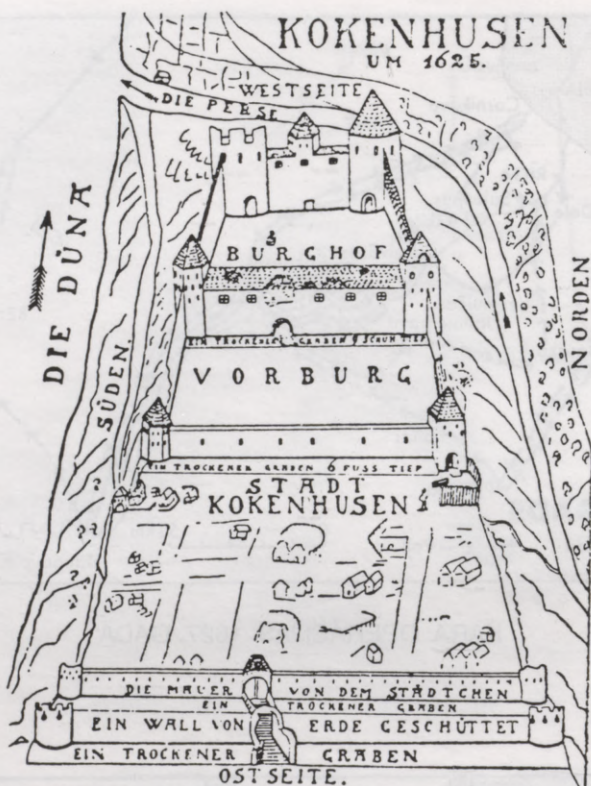 KOKENHUSEN
UM 1625.
WESTSEITE
DIE PERSE
DIE DÜNA
SÜDEN.
NORDEN
BURGHOF
EIN TROCKENER GRABEN 9 SCHUH TIEF
VORBURG
EIN TROCKENER GRABEN 6 FUSS TIEF
STADT
KOKENHUSEN
DIE MAUER VON DEM STÄDTCHEN
EIN TROCKENER GRABEN
EIN WALL VON ERDE GESCHÜTTET
EIN TROCKENER GRABEN
OSTSEITE.